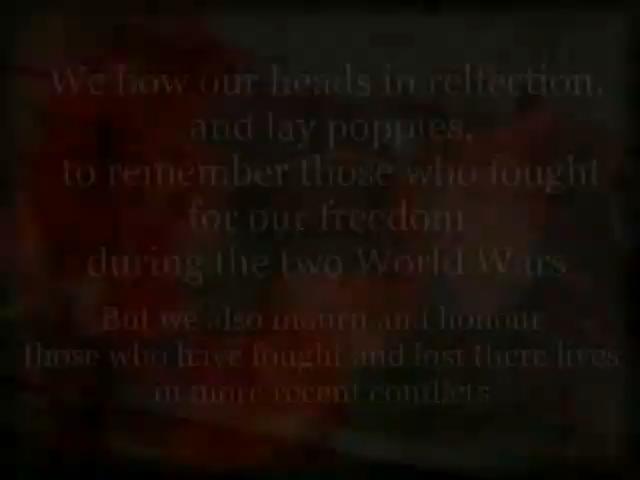 We bow our heads in relfection,
and lay poppies,
to remember those who fought
for our freedom
during the two World Wars
But we also mourn and honour
those who have fought and lost there lives
in more recent conflicts